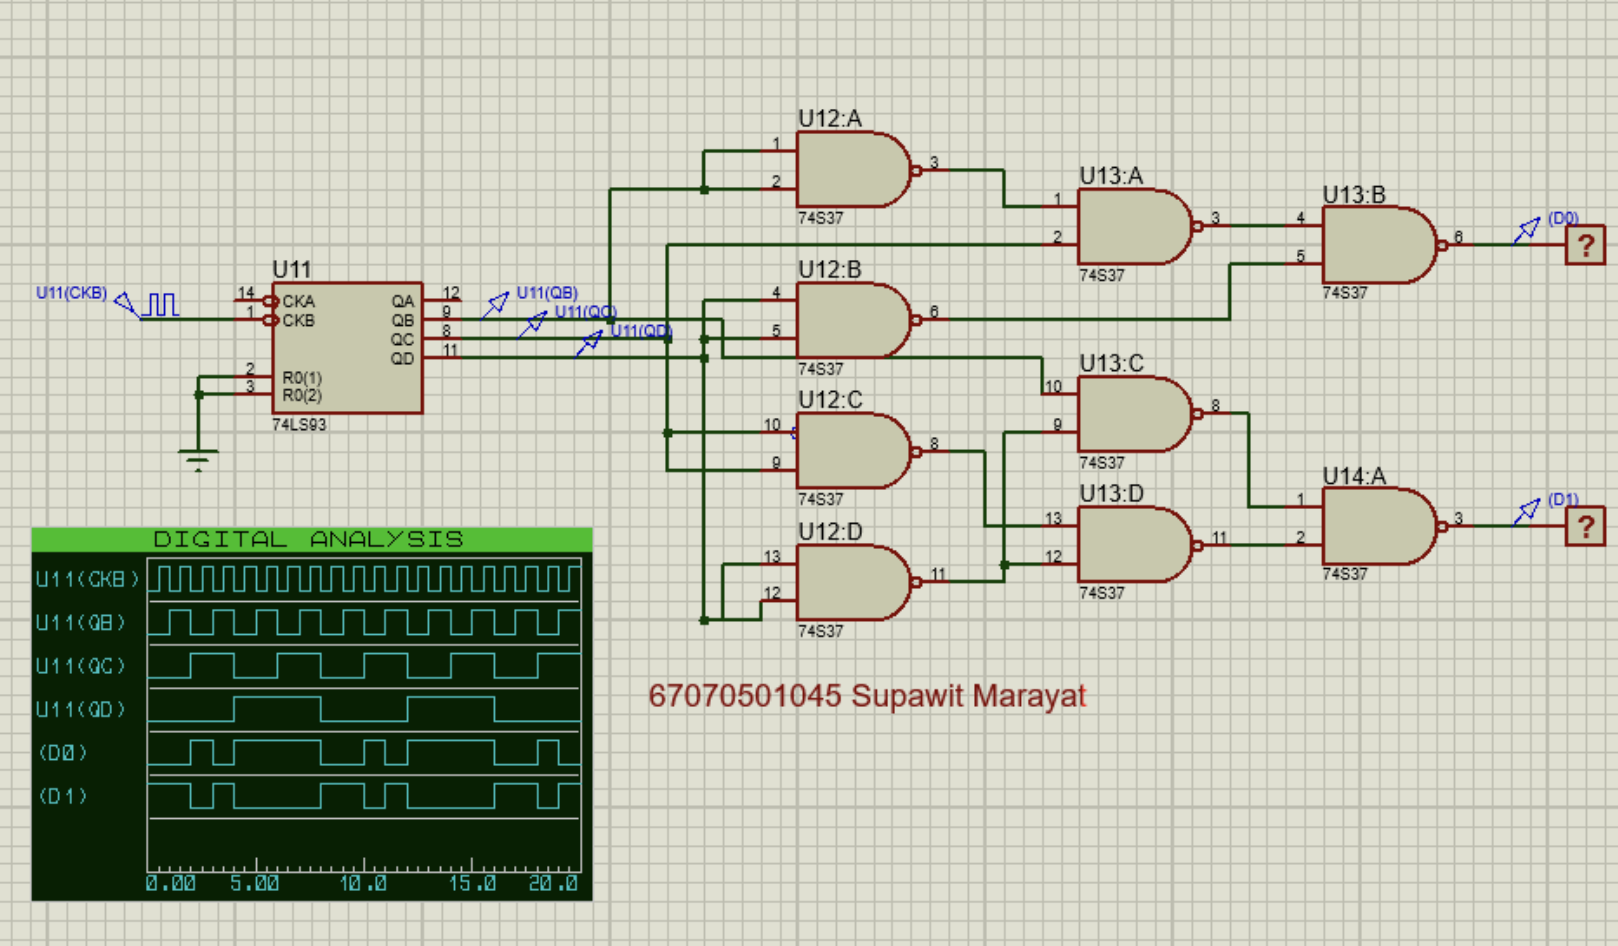 U12:A
1
2
3
74S37
U13:A
1
2
3
74S37
U13:B
4
5
6
74S37
(D0)
?
U11(CKB)
U11
14
CKA
1
CKB
2
R0(1)
3
R0(2)
QA
12
QB
9
QC
8
QD
11
74LS93
U11(QB)
U11(QC)
U11(QD)
U12:B
4
5
6
74S37
U12:C
10
9
8
74S37
U13:C
10
9
8
74S37
U12:D
13
12
11
74S37
U13:D
13
12
11
74S37
U14:A
1
2
3
74S37
(D1)
?
DIGITAL ANALYSIS
U11(CKB)
U11(QB)
U11(QC)
U11(QD)
(D0)
(D1)
0.00 5.00 10.0 15.0 20.0
67070501045 Supawit Marayat